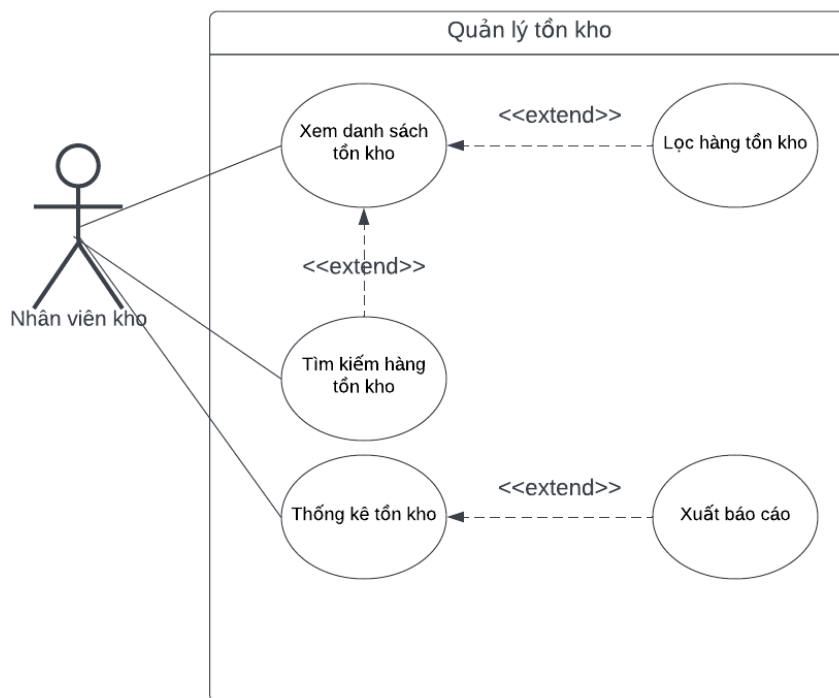 Quản lý tồn kho
Xem danh sách
tồn kho
<<extend>>
Lọc hàng tồn kho
<<extend>>
Nhân viên kho
Tìm kiếm hàng
tồn kho
Thống kê tồn kho
<<extend>>
Xuất báo cáo